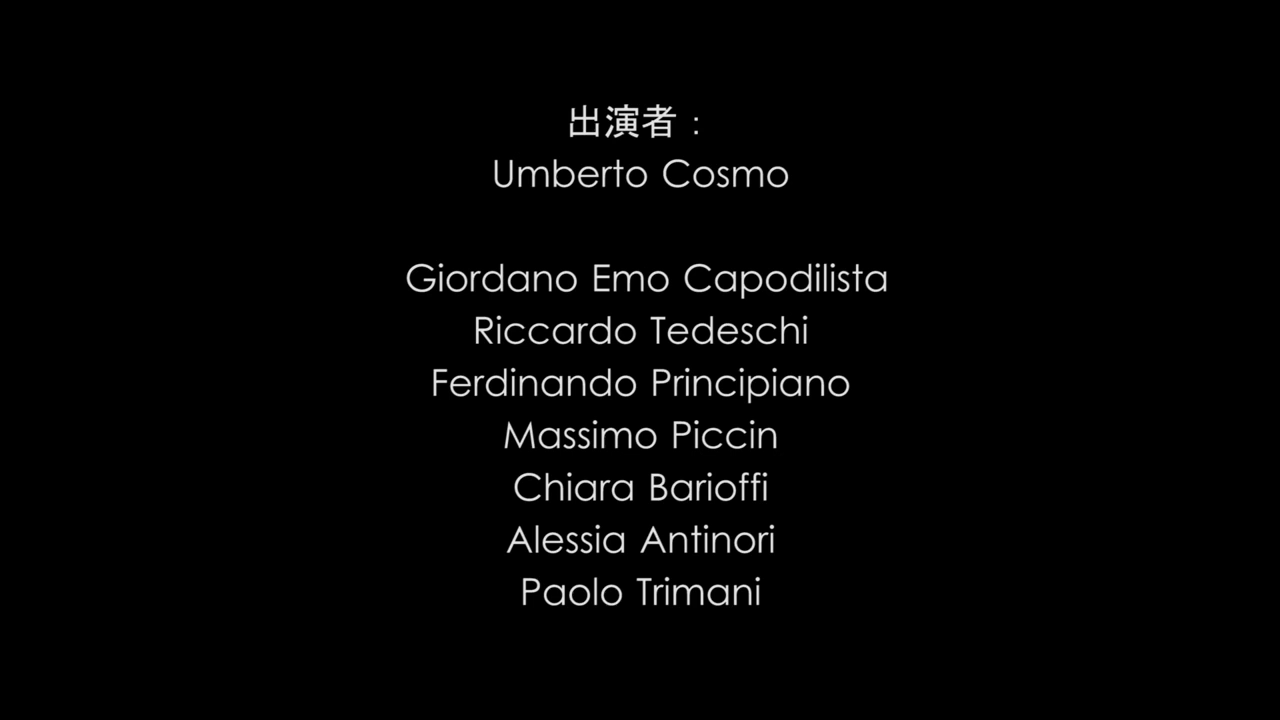 出演者：
Umberto Cosmo
Giordano Emo Capodilista
Riccardo Tedeschi
Ferdinando Principiano
Massimo Piccin
Chiara Barioffi
Alessia Antinori
Paolo Trimani